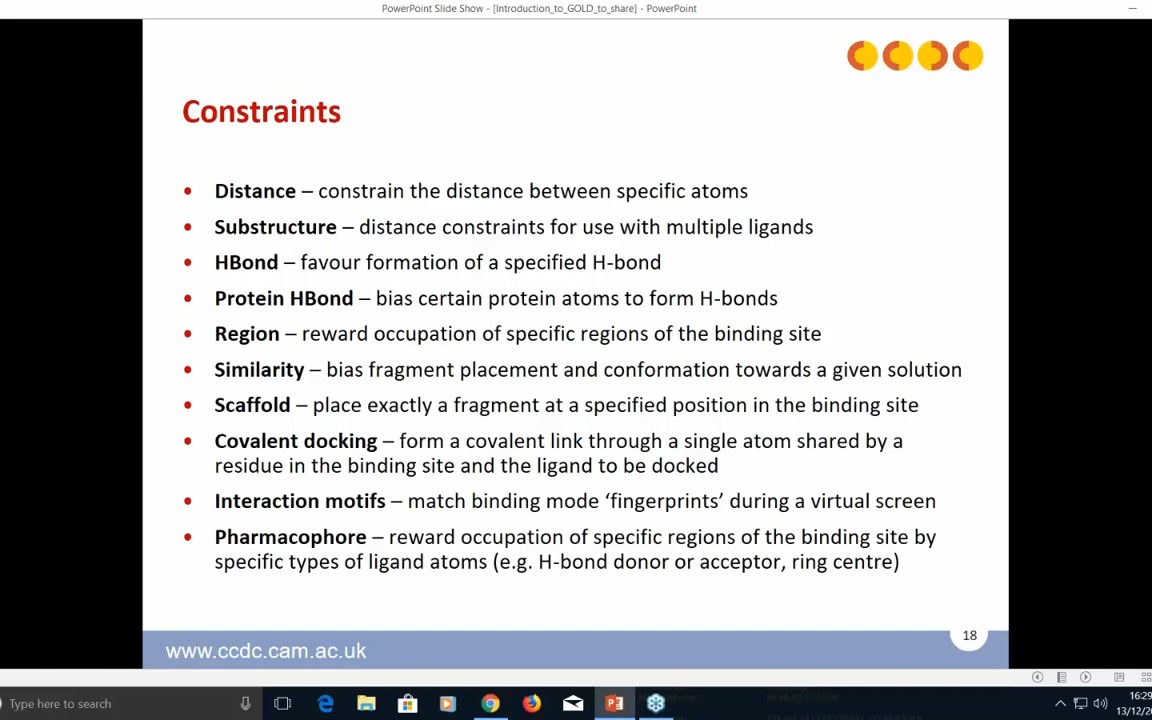 PowerPoint Slide Show - [Introduction_to_GOLD_to_share] - PowerPoint
Constraints
• Distance – constrain the distance between specific atoms
• Substructure – distance constraints for use with multiple ligands
• HBond – favour formation of a specified H-bond
• Protein HBond – bias certain protein atoms to form H-bonds
• Region – reward occupation of specific regions of the binding site
• Similarity – bias fragment placement and conformation towards a given solution
• Scaffold – place exactly a fragment at a specified position in the binding site
• Covalent docking – form a covalent link through a single atom shared by a
residue in the binding site and the ligand to be docked
• Interaction motifs – match binding mode ‘fingerprints’ during a virtual screen
• Pharmacophore – reward occupation of specific regions of the binding site by
specific types of ligand atoms (e.g. H-bond donor or acceptor, ring centre)
18
www.ccdc.cam.ac.uk
Type here to search
16:29